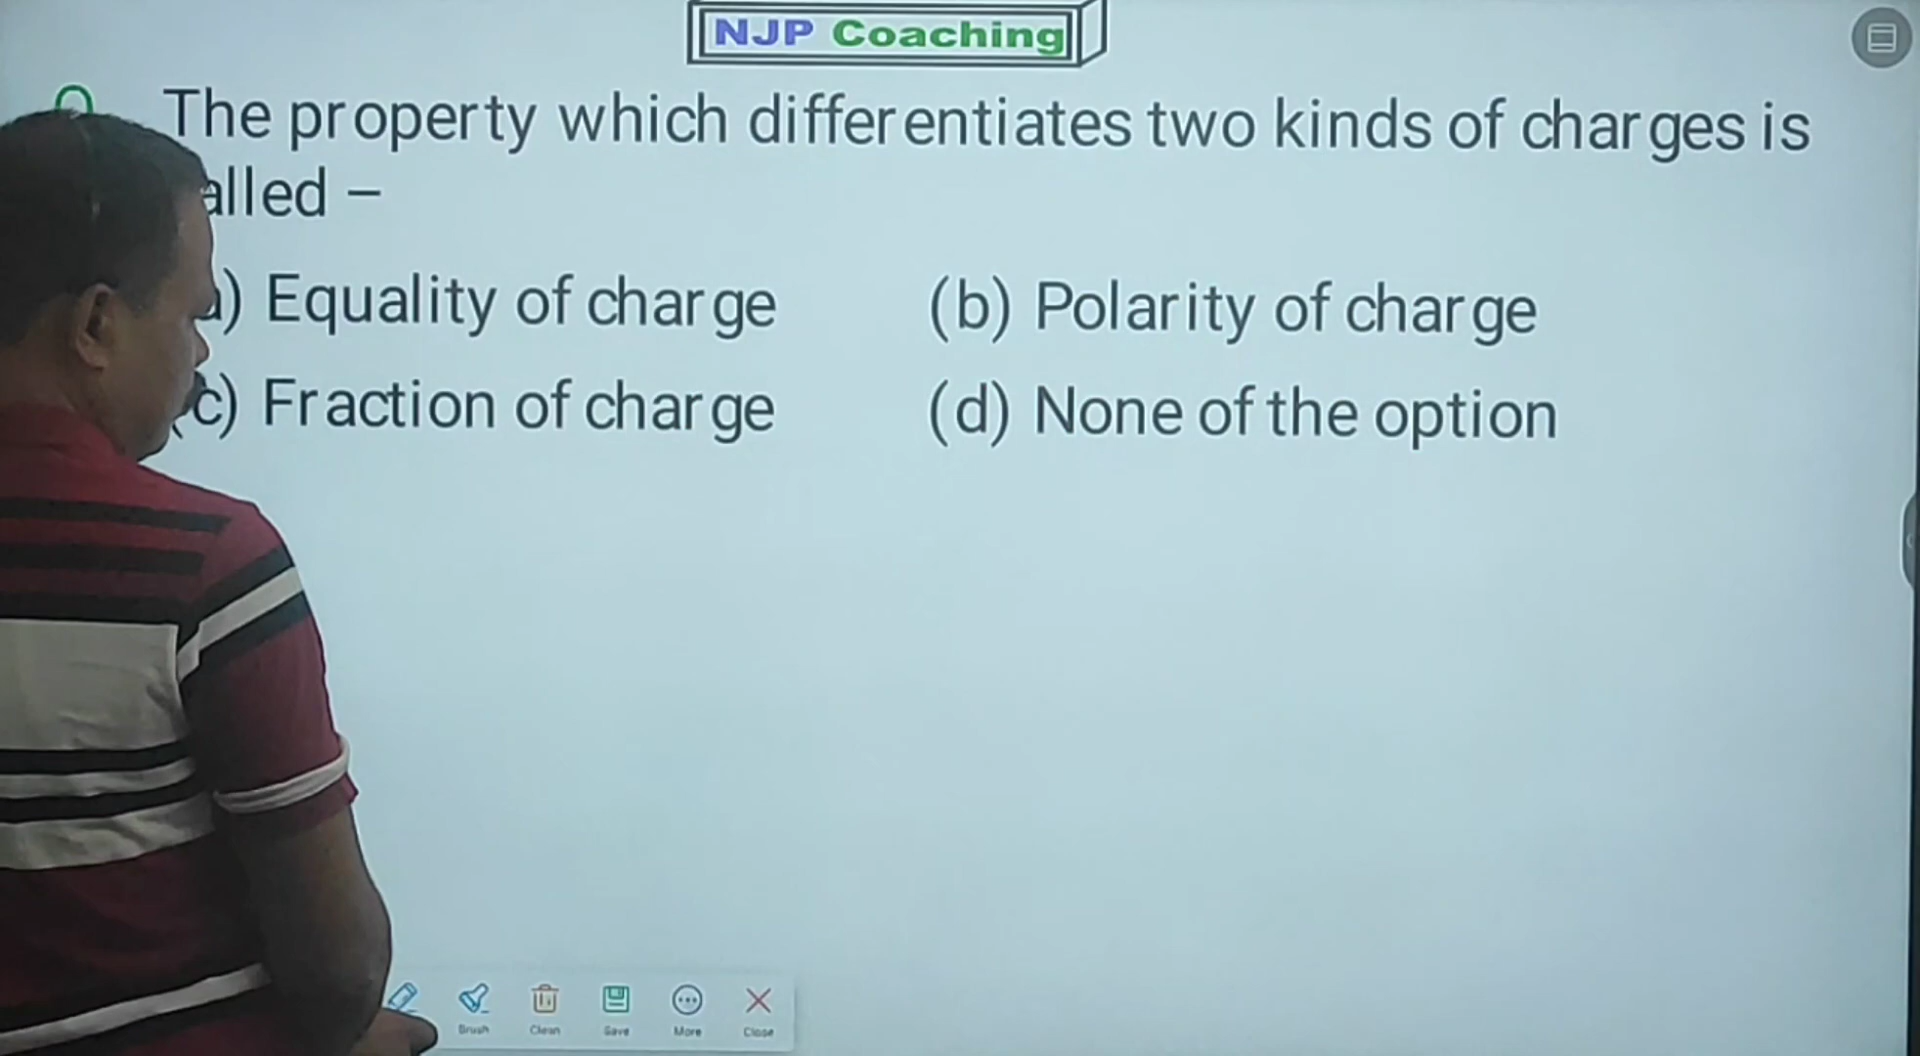 NJP Coaching
The property which differentiates two kinds of charges is
alled –
a) Equality of charge (b) Polarity of charge
(c) Fraction of charge (d) None of the option
Brush Clean Save More Close